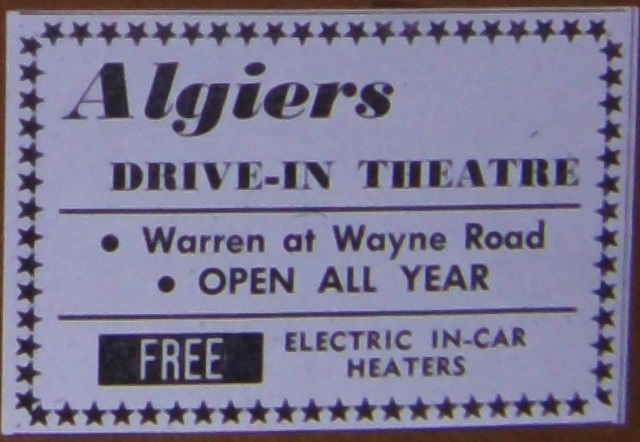 Algiers
DRIVE-IN THEATRE
• Warren at Wayne Road
• OPEN ALL YEAR
FREE ELECTRIC IN-CAR
HEATERS